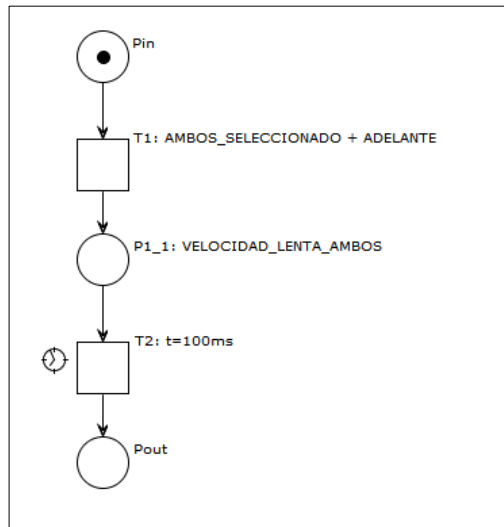 Pin
T1: AMBOS_SELECCIONADO + ADELANTE
P1_1: VELOCIDAD_LENTA_AMBOS
T2: t=100ms
Pout